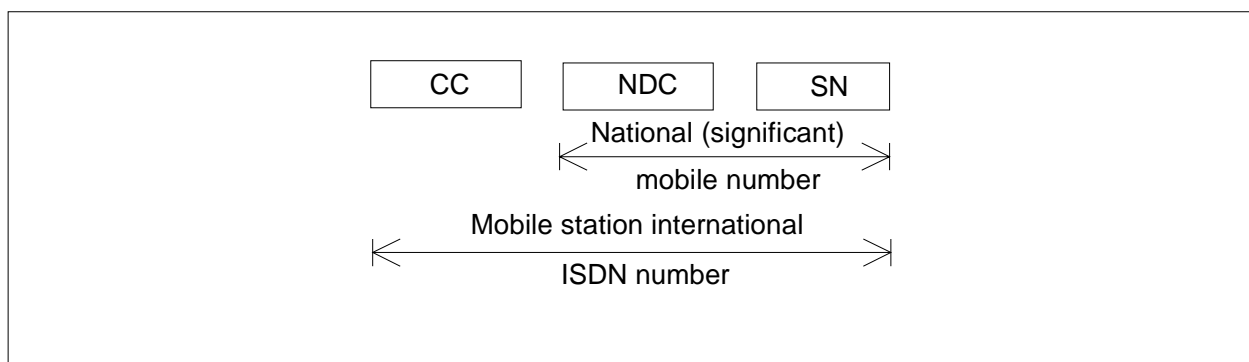 CC NDC SN
National (significant)
mobile number
Mobile station international
ISDN number